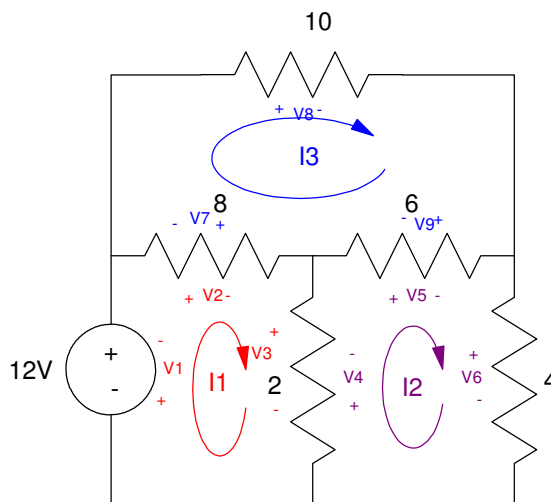 10
+ V8 -
I3
8
6
- V7 +
- V9 +
+ V2 -
+ V5 -
12V
+
-
-
V1
+
I1
+
V3
-
2
-
V4
+
I2
+
V6
-
4